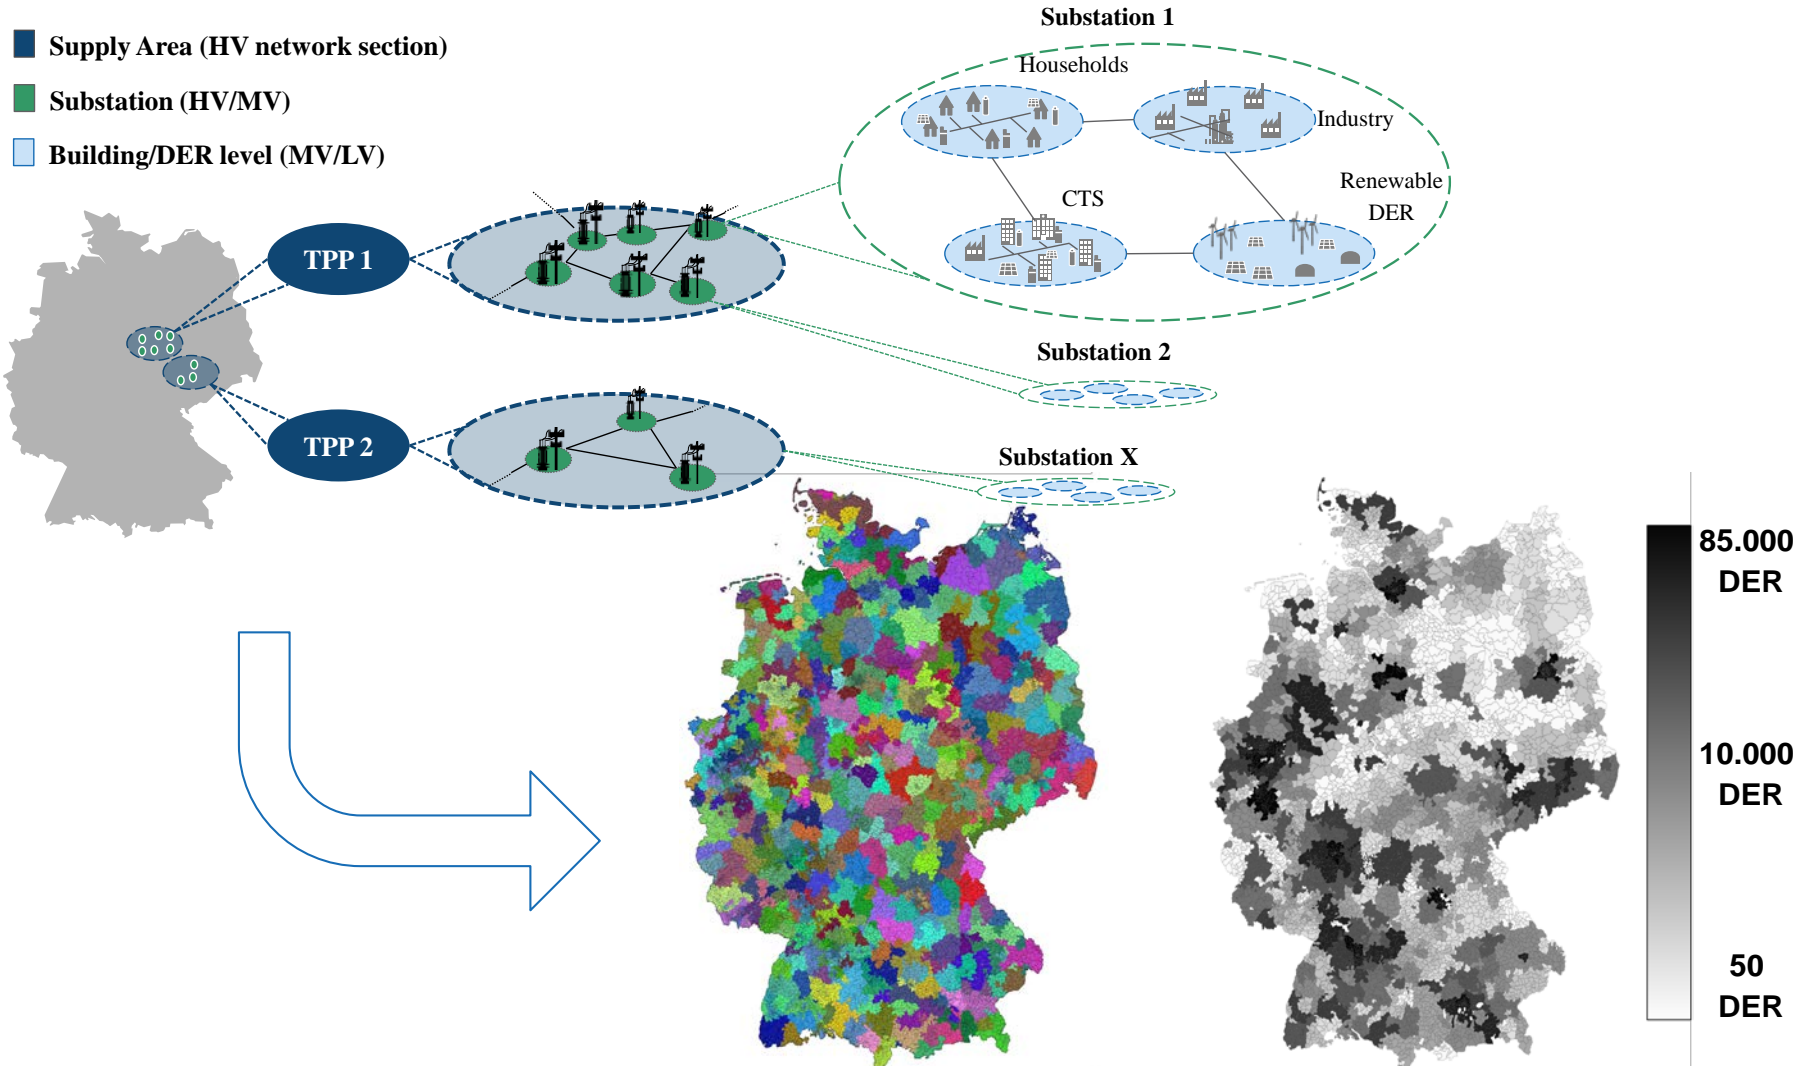 Supply Area (HV network section)
Substation (HV/MV)
Building/DER level (MV/LV)
TPP 1
TPP 2
Substation 1
Households
Industry
CTS
Renewable
DER
Substation 2
Substation X
85.000
DER
10.000
DER
50
DER